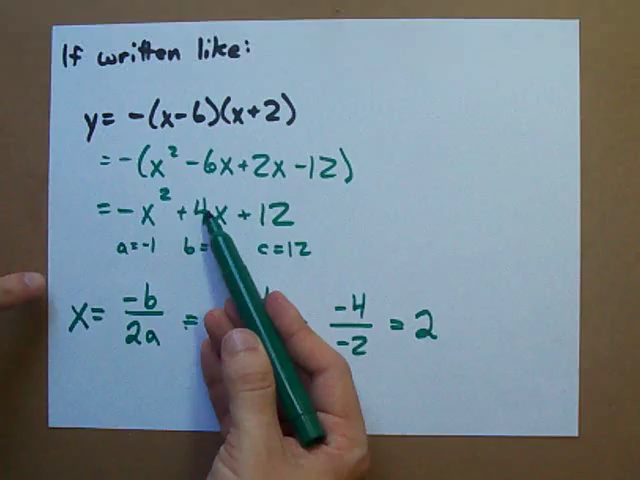 If written like:
y= -(x-6)(x+2)
= -(x² -6x+2x -12)
= -x² +4x +12
a=-1 b= c=12
x= -b/2a = -4/-2 = 2